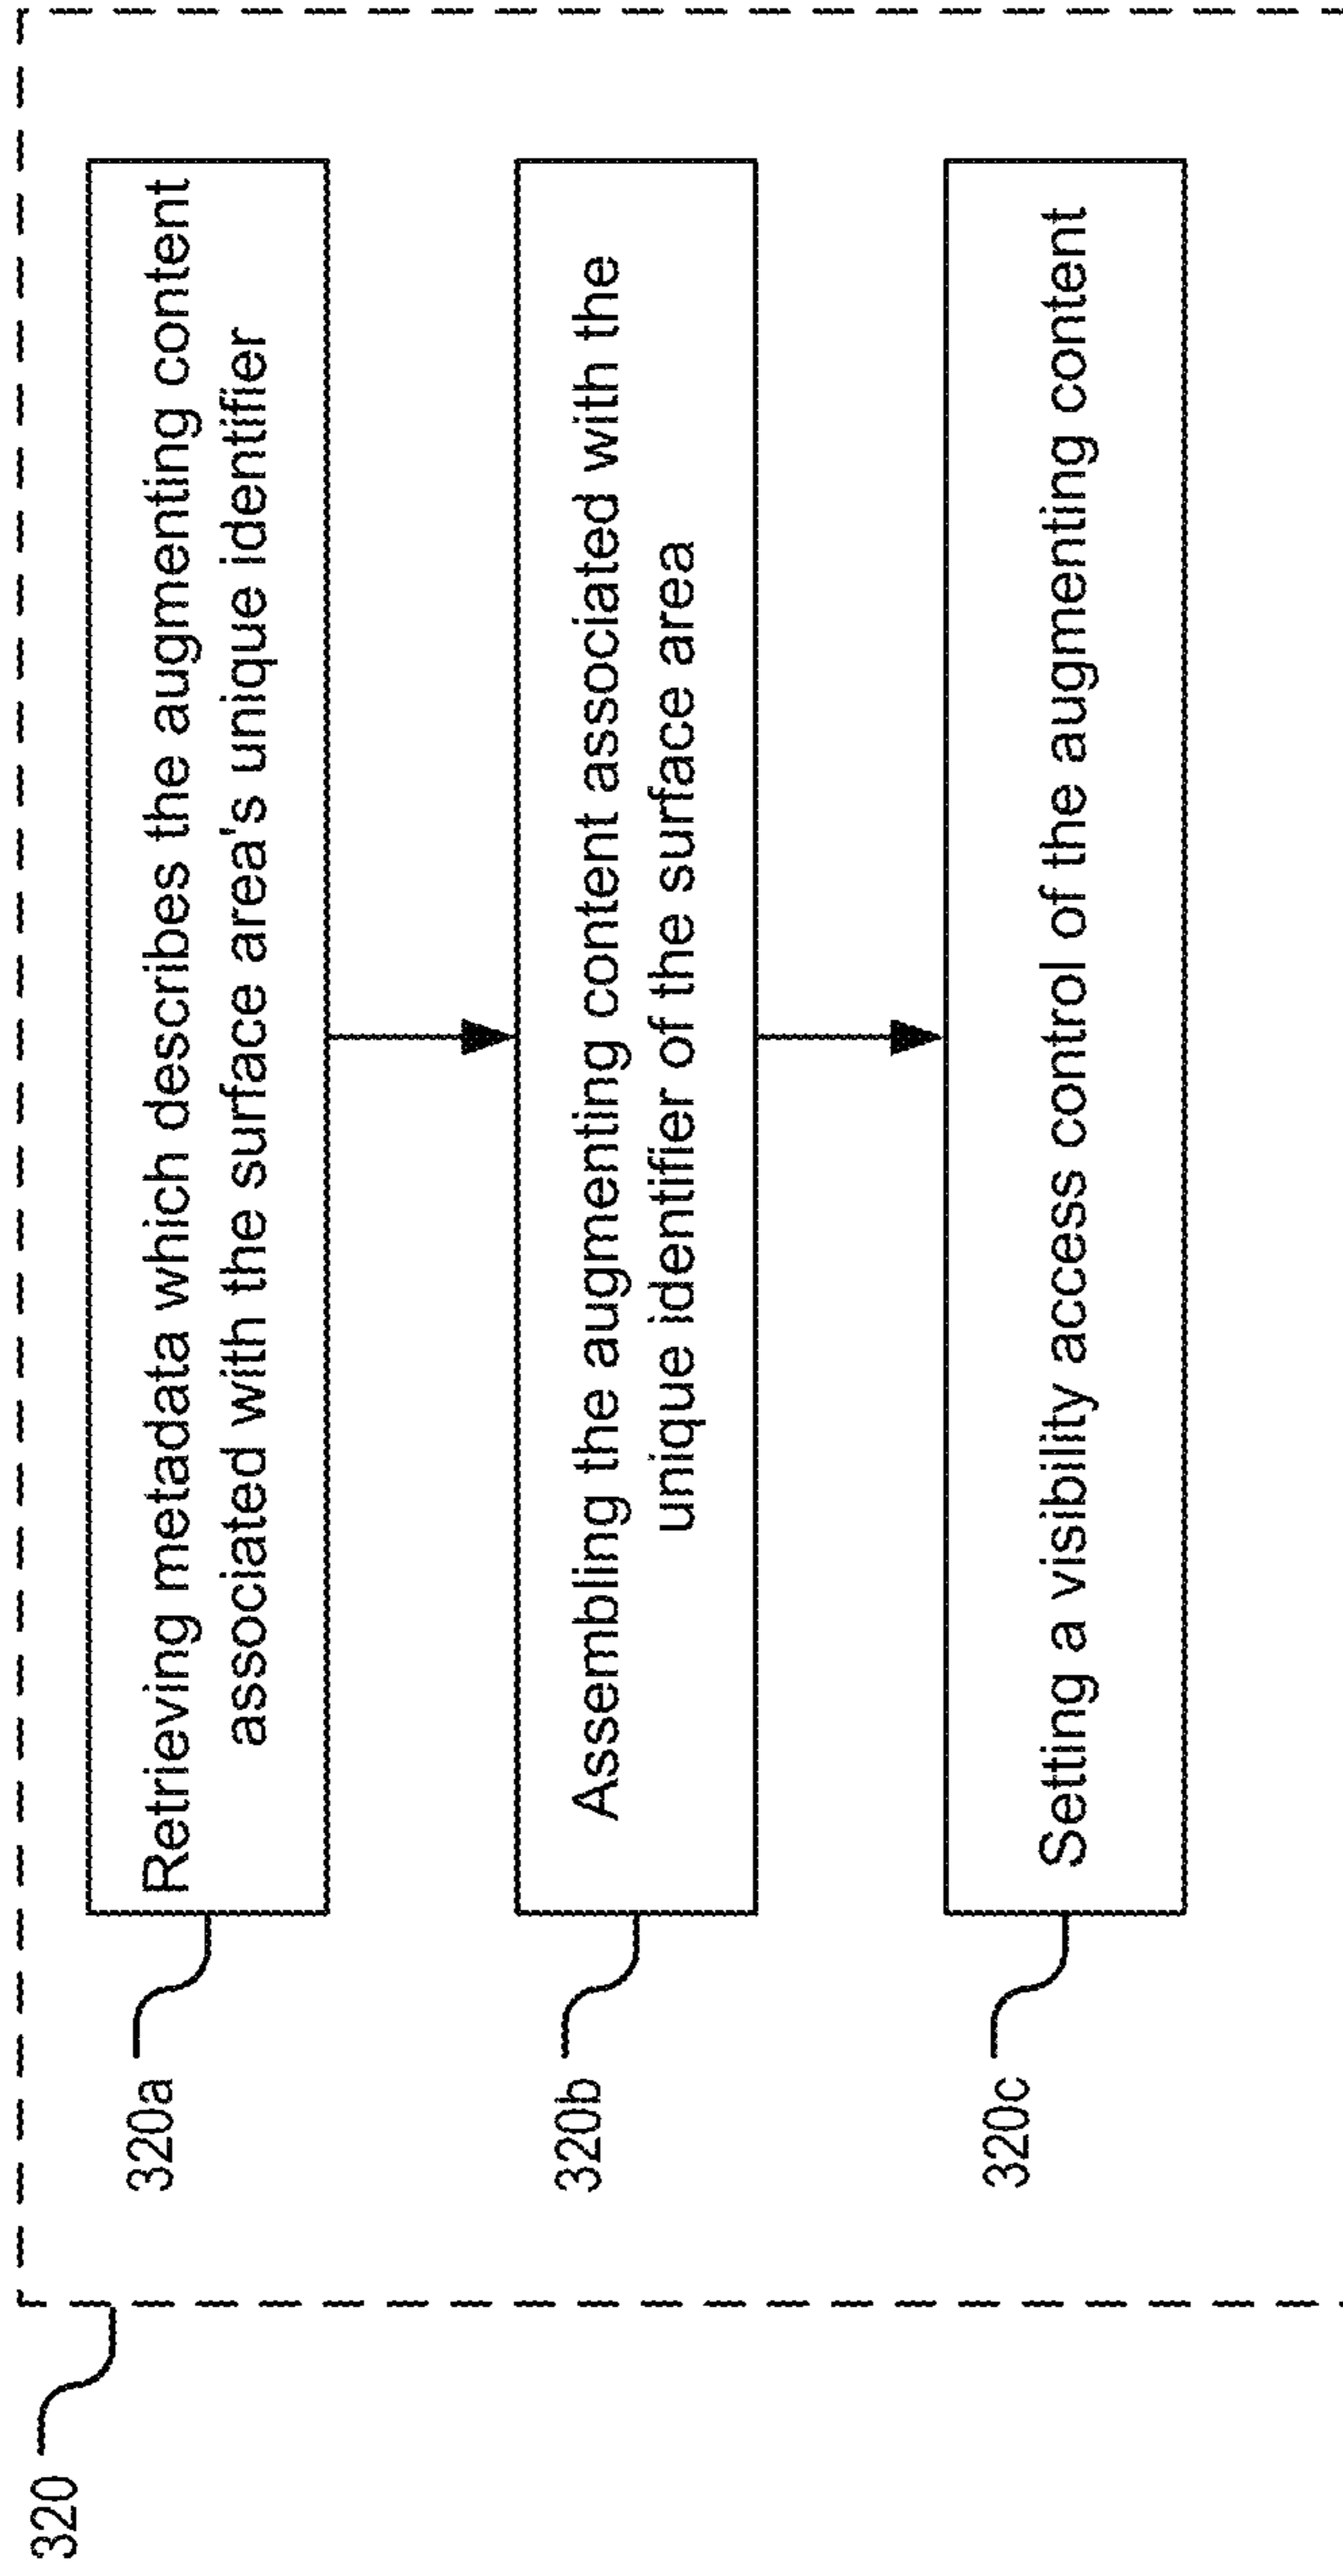 320
320a
Retrieving metadata which describes the augmenting content
associated with the surface area's unique identifier
320b
Assembling the augmenting content associated with the
unique identifier of the surface area
320c
Setting a visibility access control of the augmenting content